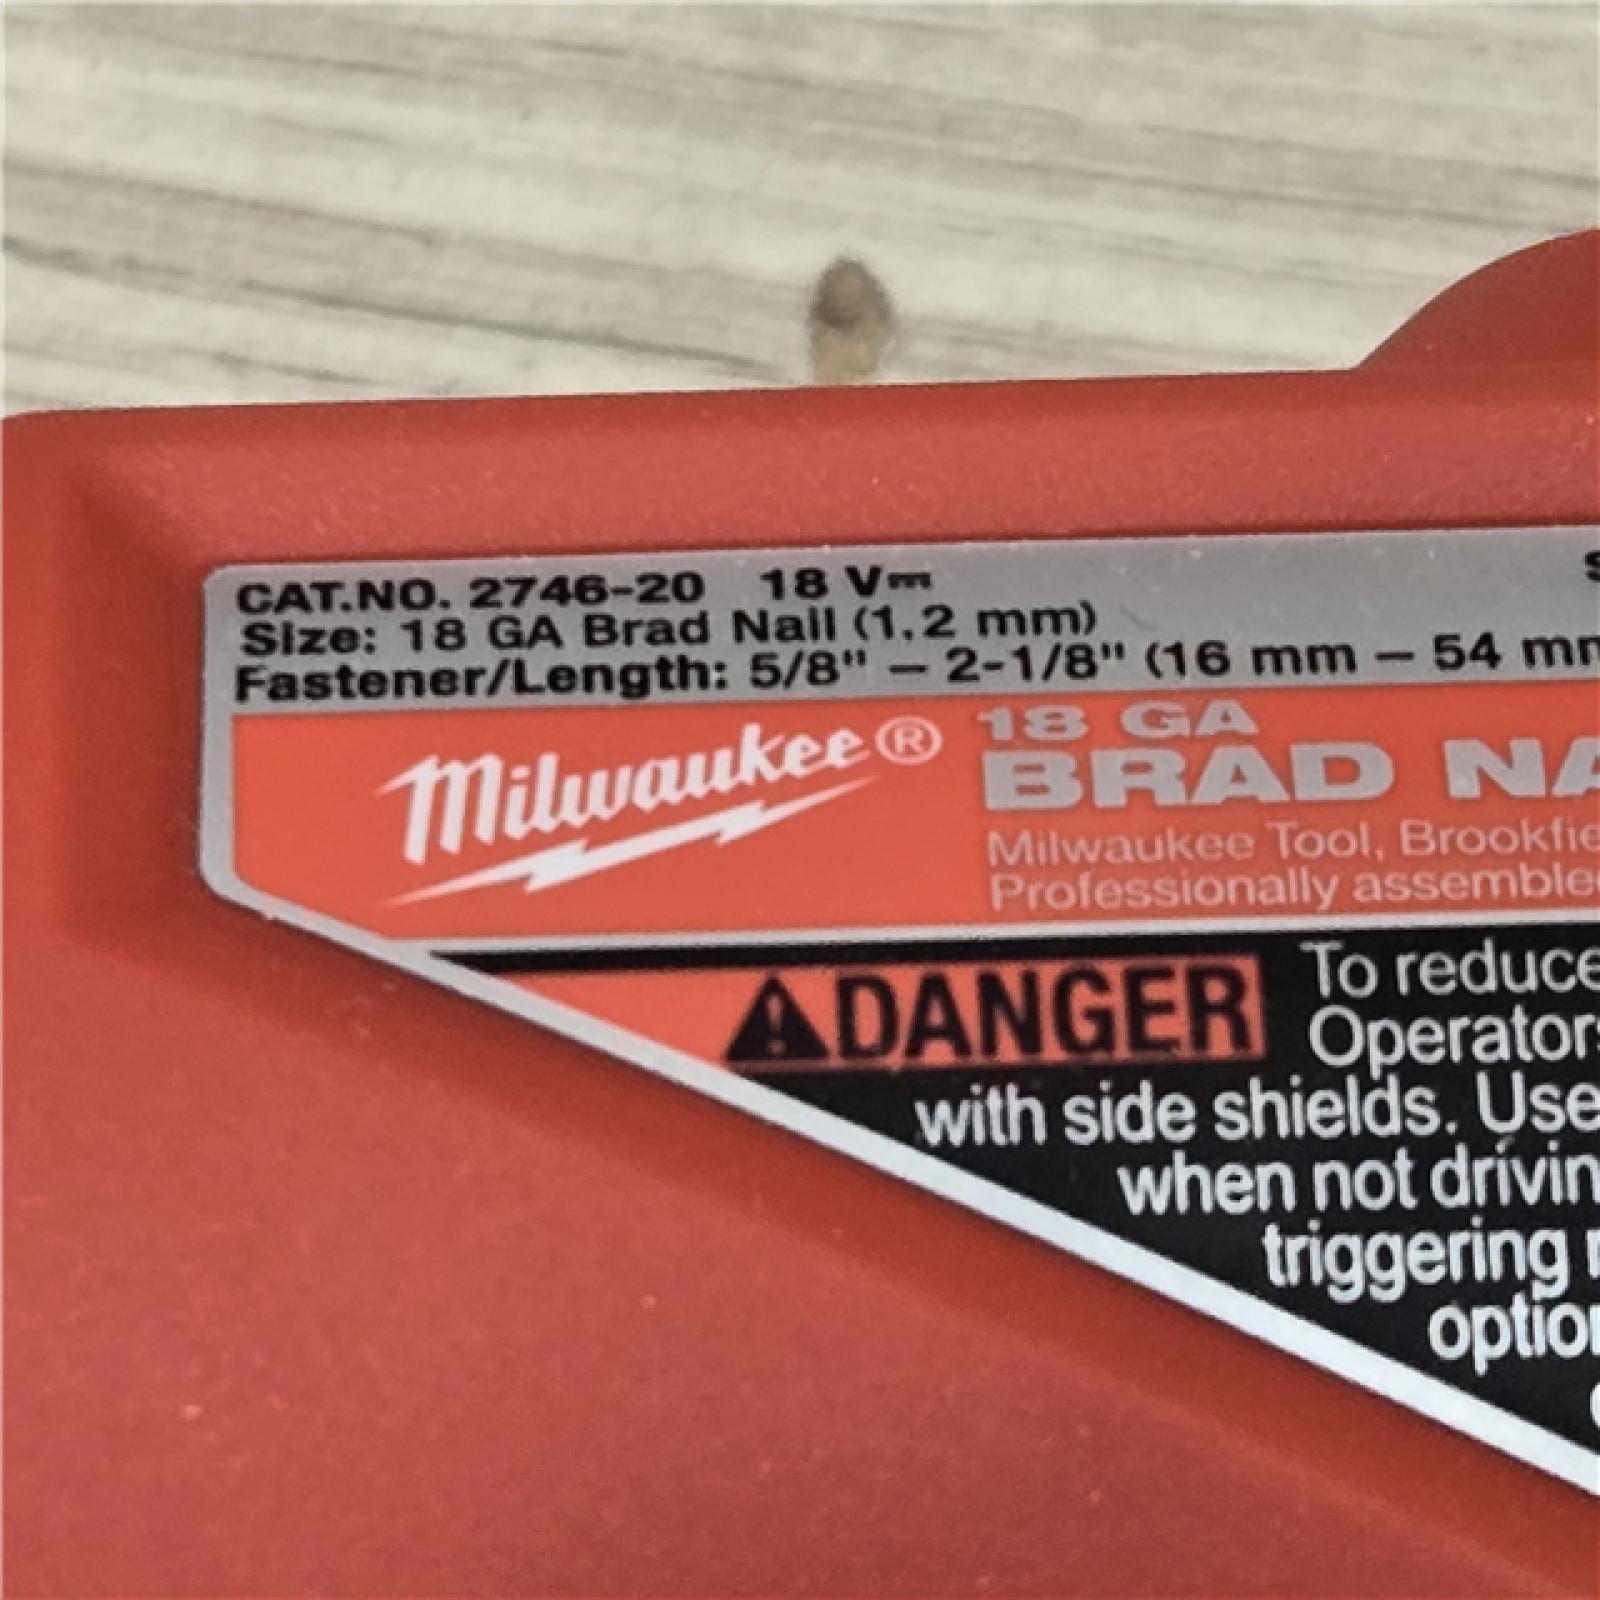 CAT.NO. 2746-20 18 V⎓
Size: 18 GA Brad Nail (1.2 mm)
Fastener/Length: 5/8" – 2-1/8" (16 mm – 54 mm
Milwaukee®
18 GA
BRAD
Milwaukee Tool,
Professionally
DANGER To reduce
with side shields. Use
when not
triggering